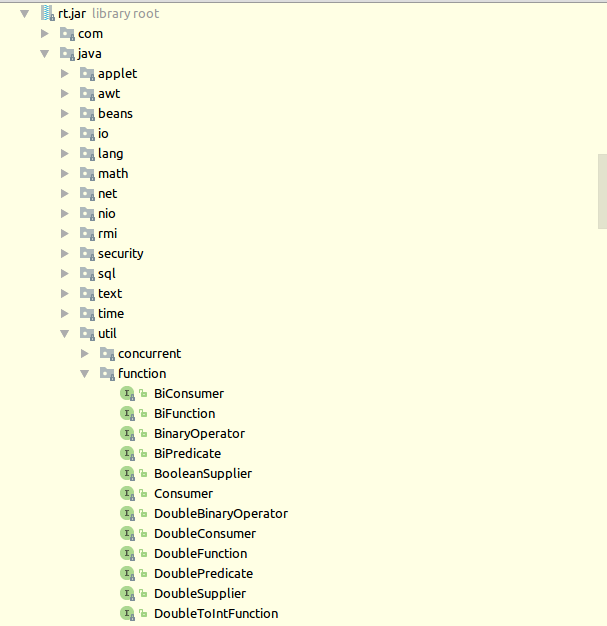 rt.jar library root
com
java
applet
awt
beans
io
lang
math
net
nio
rmi
security
sql
text
time
util
concurrent
function
BiConsumer
BiFunction
BinaryOperator
BiPredicate
BooleanSupplier
Consumer
DoubleBinaryOperator
DoubleConsumer
DoubleFunction
DoublePredicate
DoubleSupplier
DoubleToIntFunction